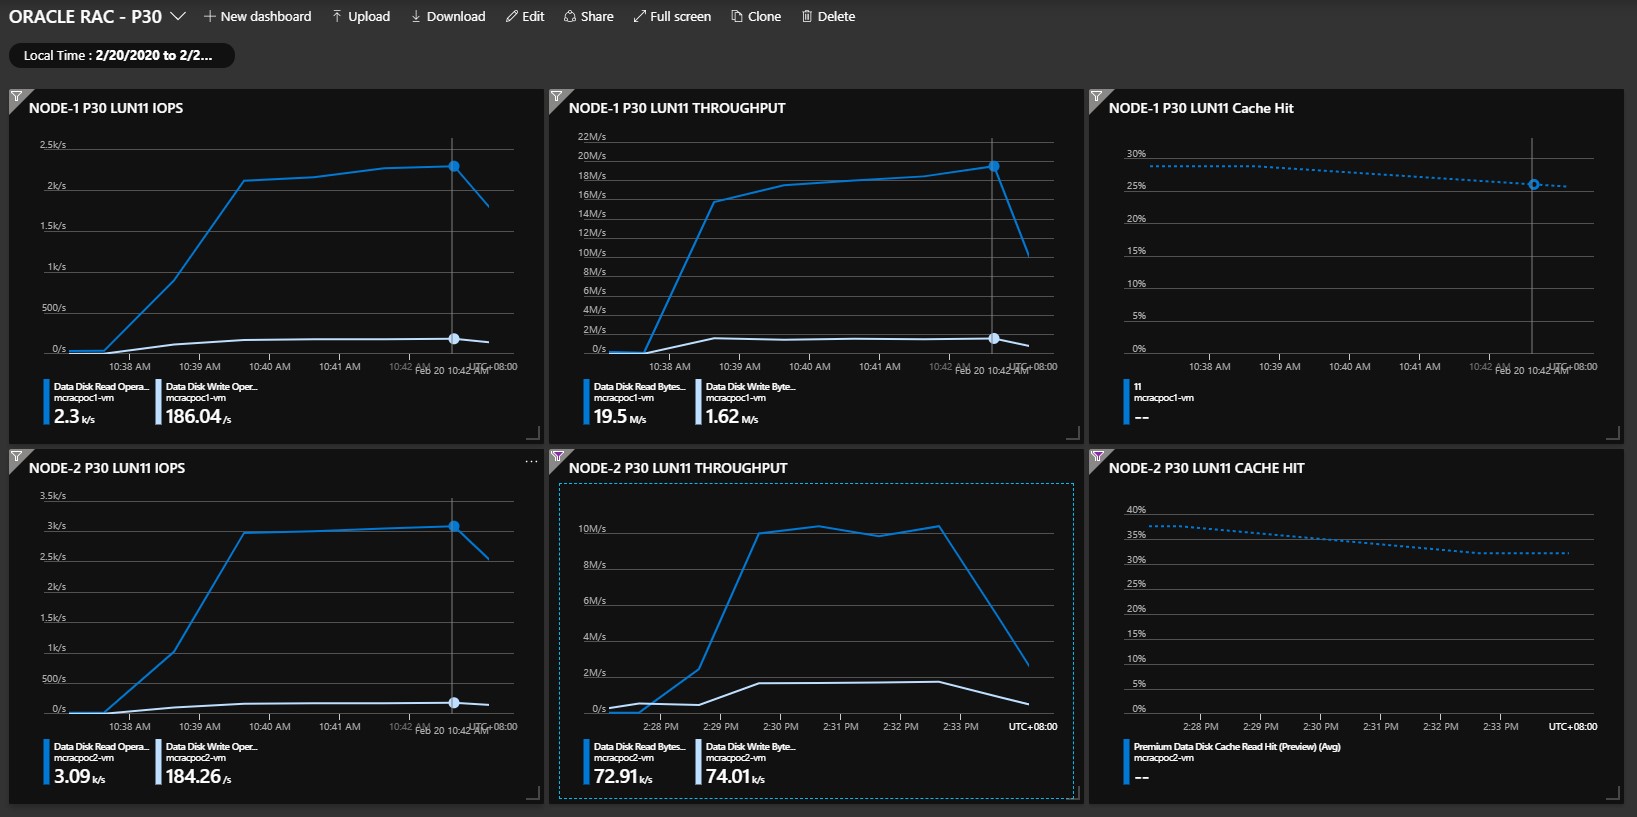 ORACLE RAC - P30
New dashboard
Upload
Download
Edit
Share
Full screen
Clone
Delete
Local Time : 2/20/2020 to 2/2...
NODE-1 P30 LUN11 IOPS
2.5k/s
2k/s
1.5k/s
1k/s
500/s
0/s
10:38 AM 10:39 AM 10:40 AM 10:41 AM 10:42 AM UTC+08:00
Feb 20 10:42 AM
Data Disk Read Opera... Data Disk Write Oper...
mcracpoc1-vm mcracpoc1-vm
2.3 k/s 186.04 /s
NODE-1 P30 LUN11 THROUGHPUT
22M/s
20M/s
18M/s
16M/s
14M/s
12M/s
10M/s
8M/s
6M/s
4M/s
2M/s
0/s
10:38 AM 10:39 AM 10:40 AM 10:41 AM 10:42 AM UTC+08:00
Feb 20 10:42 AM
Data Disk Read Bytes... Data Disk Write Byte...
mcracpoc1-vm mcracpoc1-vm
19.5 M/s 1.62 M/s
NODE-1 P30 LUN11 Cache Hit
30%
25%
20%
15%
10%
5%
0%
10:38 AM 10:39 AM 10:40 AM 10:41 AM 10:42 AM UTC+08:00
Feb 20 10:42 AM
11
mcracpoc1-vm
--
NODE-2 P30 LUN11 IOPS
...
3.5k/s
3k/s
2.5k/s
2k/s
1.5k/s
1k/s
500/s
0/s
10:38 AM 10:39 AM 10:40 AM 10:41 AM 10:42 AM UTC+08:00
Feb 20 10:42 AM
Data Disk Read Opera... Data Disk Write Oper...
mcracpoc2-vm mcracpoc2-vm
3.09 k/s 184.26 /s
NODE-2 P30 LUN11 THROUGHPUT
10M/s
8M/s
6M/s
4M/s
2M/s
0/s
2:28 PM 2:29 PM 2:30 PM 2:31 PM 2:32 PM 2:33 PM UTC+08:00
Data Disk Read Bytes... Data Disk Write Byte...
mcracpoc2-vm mcracpoc2-vm
72.91 k/s 74.01 k/s
NODE-2 P30 LUN11 CACHE HIT
40%
35%
30%
25%
20%
15%
10%
5%
0%
2:28 PM 2:29 PM 2:30 PM 2:31 PM 2:32 PM 2:33 PM UTC+08:00
Premium Data Disk Cache Read Hit (Preview) (Avg)
mcracpoc2-vm
--